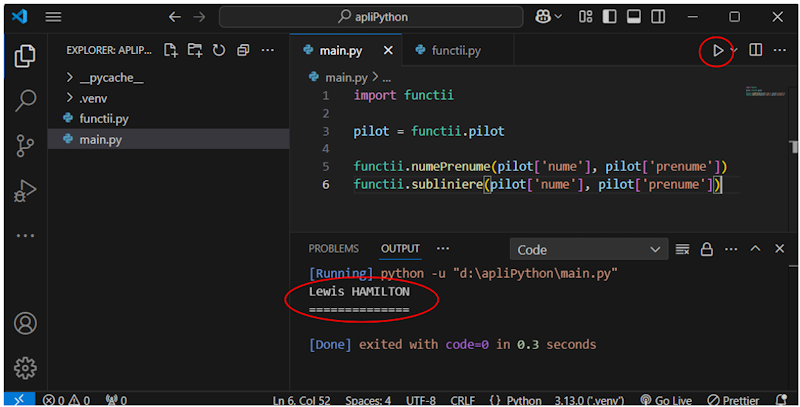 apliPython
EXPLORER: APLIP...
__pycache__
.venv
functii.py
main.py
main.py
functii.py
main.py > ...
1 import functii
2
3 pilot = functii.pilot
4
5 functii.numePrenume(pilot['nume'], pilot['prenume'])
6 functii.subliniere(pilot['nume'], pilot['prenume'])
PROBLEMS OUTPUT ... Code
[Running] python -u "d:\apliPython\main.py"
Lewis HAMILTON
==============
[Done] exited with code=0 in 0.3 seconds
0 0 0 Ln 6, Col 52 Spaces: 4 UTF-8 CRLF {} Python 3.13.0 ('.venv') Go Live Prettier